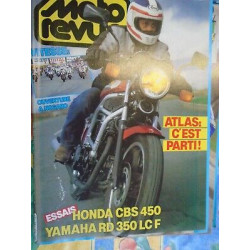 moto
revue
ATLAS:
C'EST
PARTI!
ESSAIS
HONDA CBS 450
YAMAHA RD 350 LC F